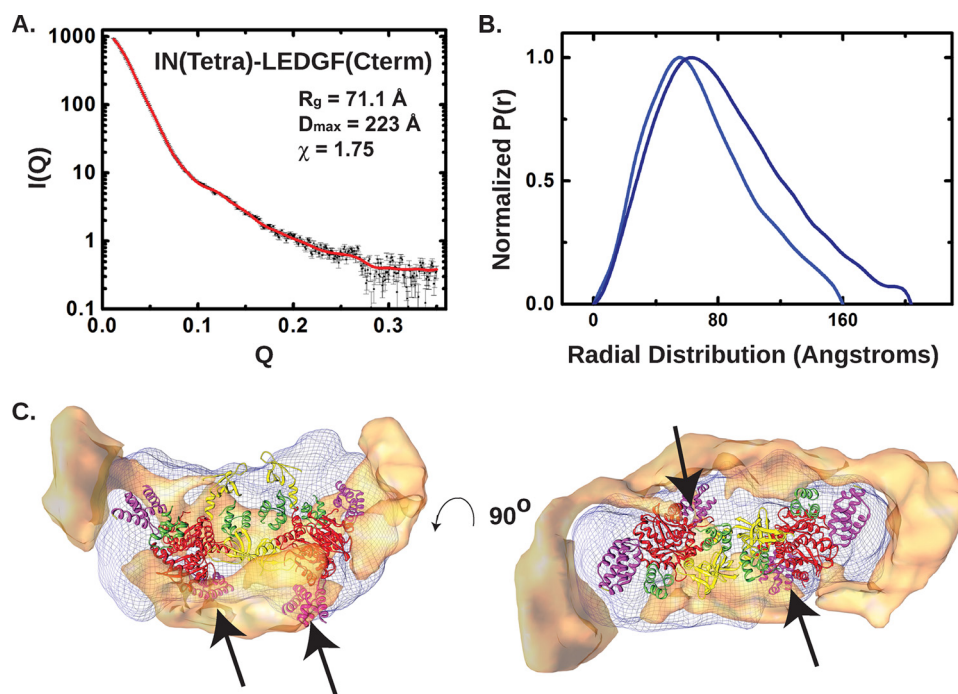 A.
IN(Tetra)-LEDGF(Cterm)
Rg = 71.1 Å
Dmax = 223 Å
χ = 1.75
I(Q)
1000
100
10
1
0.1
0.0 0.1 0.2 0.3
Q
B.
Normalized P(r)
1.0
0.5
0.0
0 80 160
Radial Distribution (Angstroms)
C.
90o